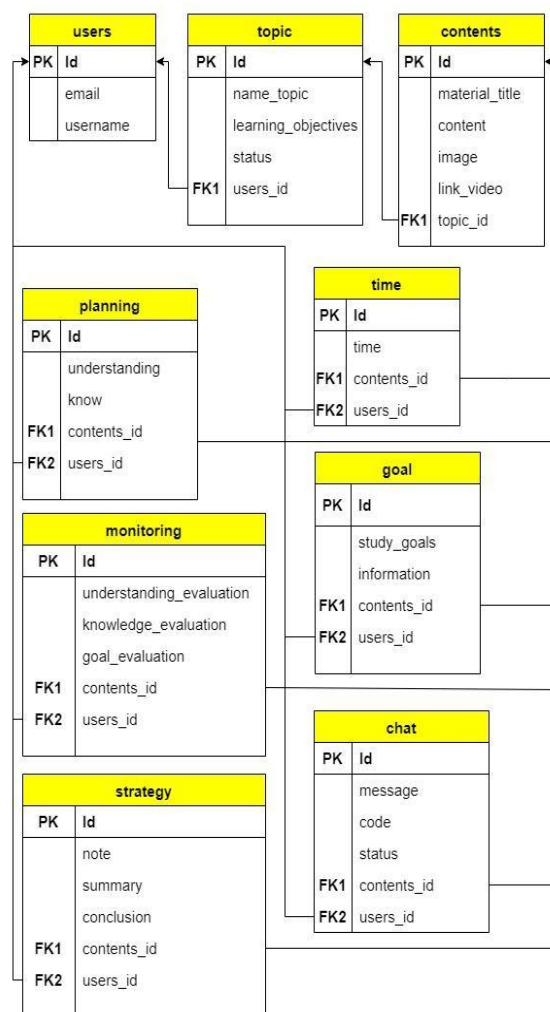 users
PK Id
email
username
topic
PK Id
name_topic
learning_objectives
status
FK1 users_id
contents
PK Id
material_title
content
image
link_video
FK1 topic_id
planning
PK Id
understanding
know
FK1 contents_id
FK2 users_id
time
PK Id
time
FK1 contents_id
FK2 users_id
goal
PK Id
study_goals
information
FK1 contents_id
FK2 users_id
monitoring
PK Id
understanding_evaluation
knowledge_evaluation
goal_evaluation
FK1 contents_id
FK2 users_id
chat
PK Id
message
code
status
FK1 contents_id
FK2 users_id
strategy
PK Id
note
summary
conclusion
FK1 contents_id
FK2 users_id